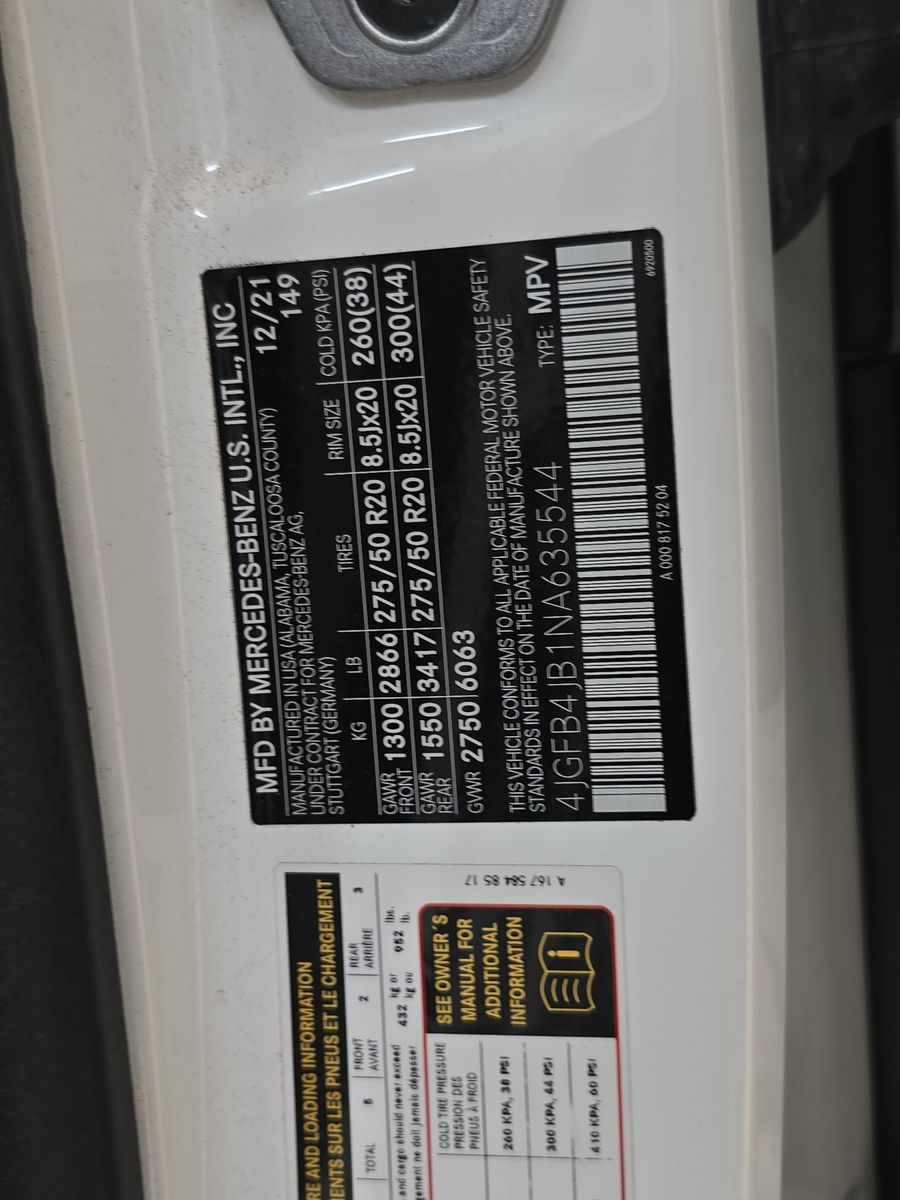 MFD BY MERCEDES-BENZ U.S. INTL., INC
MANUFACTURED IN USA (ALABAMA, TUSCALOOSA COUNTY) 12/21
UNDER CONTRACT FOR MERCEDES-BENZ AG, 149
STUTTGART (GERMANY)
KG LB TIRES RIM SIZE COLD KPA (PSI)
GAWR FRONT 1300 2866 275/50 R20 8.5Jx20 260(38)
GAWR REAR 1550 3417 275/50 R20 8.5Jx20 300(44)
GVWR 2750 6063
THIS VEHICLE CONFORMS TO ALL APPLICABLE FEDERAL MOTOR VEHICLE SAFETY
STANDARDS IN EFFECT ON THE DATE OF MANUFACTURE SHOWN ABOVE.
4JGFB4JB1NA635544 TYPE: MPV
A 000 817 52 04 6920500
RE AND LOADING INFORMATION
ENTS SUR LES PNEUS ET LE CHARGEMENT
TOTAL 5 FRONT AVANT 2 REAR ARRIÈRE 3
and cargo should never exceed 432 kg or 952 lbs.
gement ne doit jamais dépasser kg ou lb.
COLD TIRE PRESSURE
PRESSION DES
PNEUS À FROID
260 KPA, 38 PSI
300 KPA, 44 PSI
410 KPA, 60 PSI
SEE OWNER'S
MANUAL FOR
ADDITIONAL
INFORMATION
A 167 584 85 17